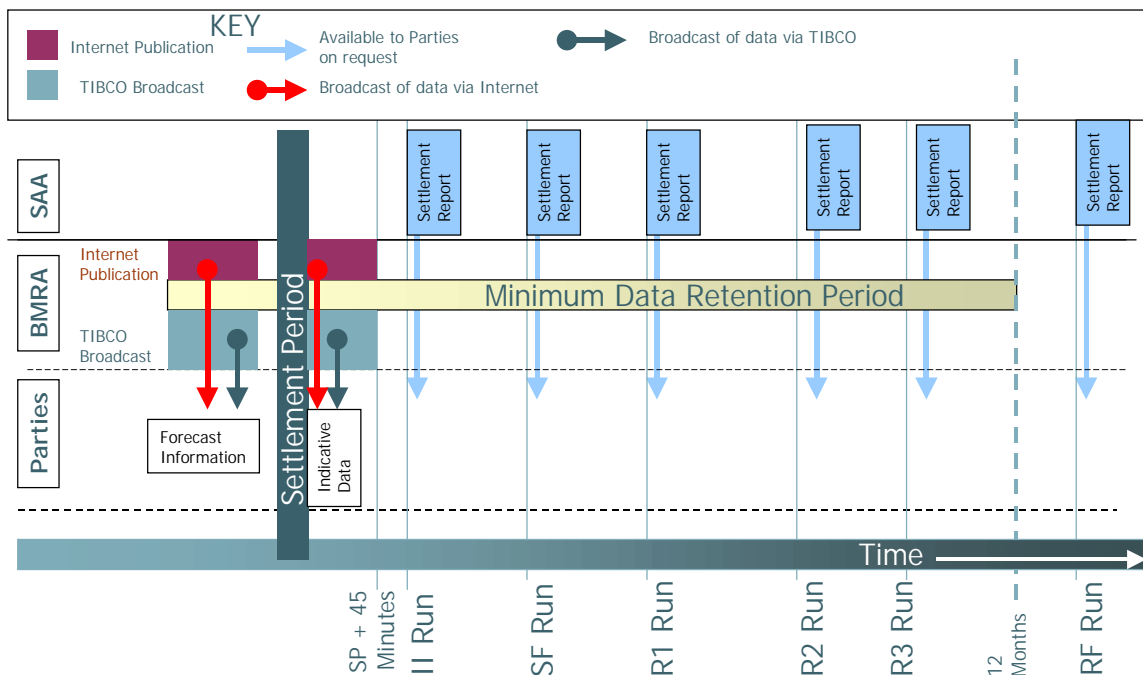 KEY
Internet Publication
Available to Parties
on request
Broadcast of data via TIBCO
TIBCO Broadcast
Broadcast of data via Internet
SAA
Settlement
Report
Settlement
Report
Settlement
Report
Settlement
Report
Settlement
Report
Settlement
Report
BMRA
Internet
Publication
Minimum Data Retention Period
TIBCO
Broadcast
Settlement Period
Parties
Forecast
Information
Indicative
Data
Time
SP + 45
Minutes
II Run
SF Run
R1 Run
R2 Run
R3 Run
12
Months
RF Run